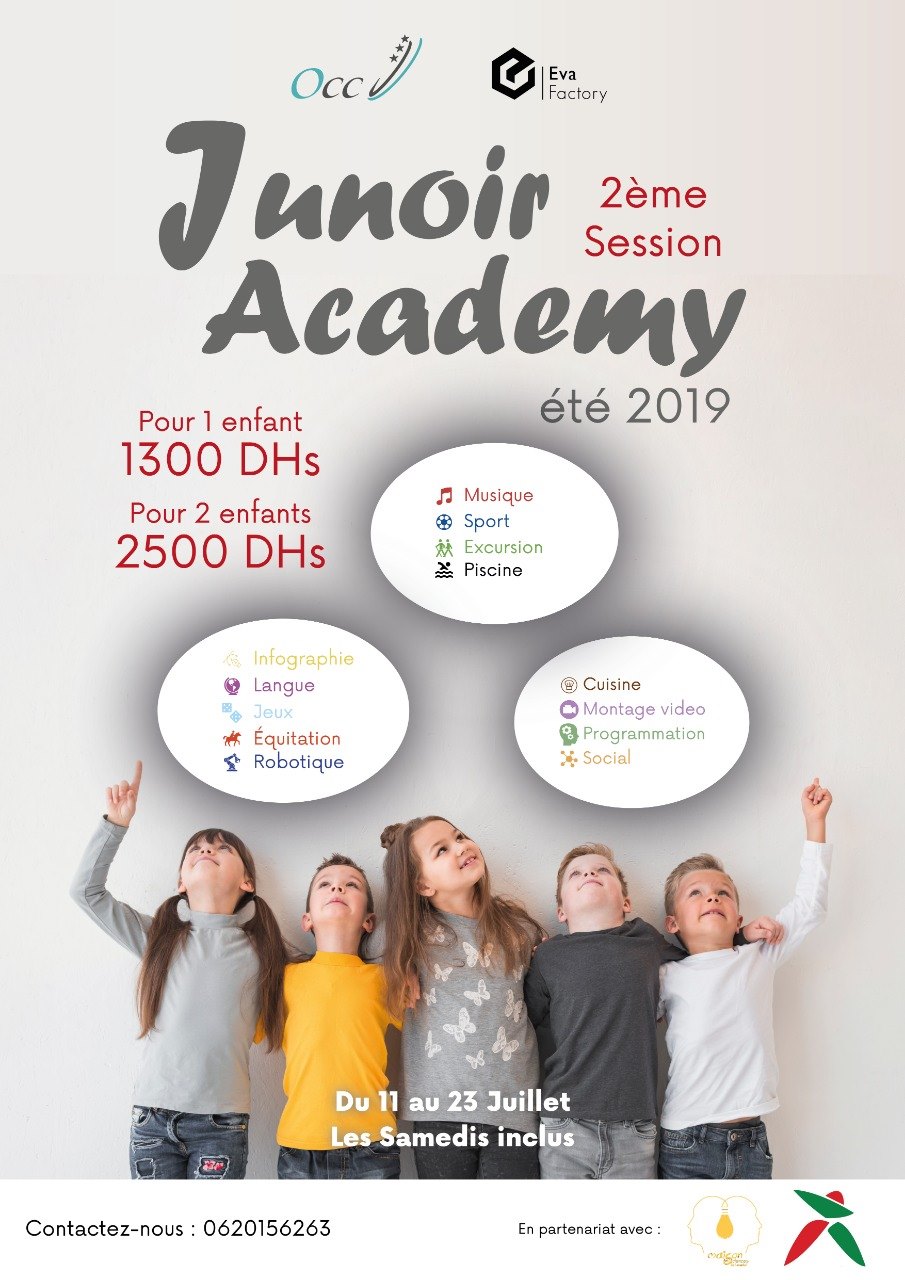 Occ
Eva
Factory
Junoir
Academy
2ème
Session
été 2019
Pour 1 enfant
1300 DHs
Pour 2 enfants
2500 DHs
Musique
Sport
Excursion
Piscine
Infographie
Langue
Jeux
Équitation
Robotique
Cuisine
Montage video
Programmation
Social
Du 11 au 23 Juillet
Les Samedis inclus
Contactez-nous : 0620156263
En partenariat avec :